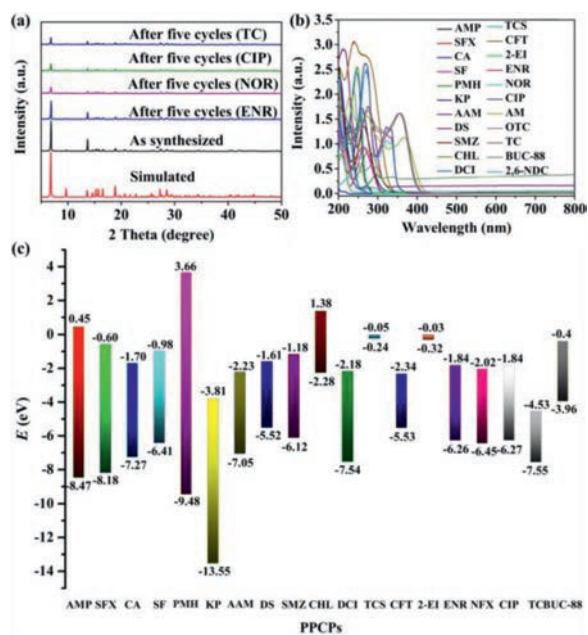 (a)
After five cycles (TC)
After five cycles (CIP)
After five cycles (NOR)
After five cycles (ENR)
As synthesized
Simulated
Intensity (a.u.)
10 20 30 40 50
2 Theta (degree)
(b)
3.5
3.0
2.5
2.0
1.5
1.0
0.5
0.0
Intensity (a.u.)
AMP TCS
SFX CFT
CA 2-EI
SF ENR
PMH NOR
KP CIP
AAM AM
DS OTC
SMZ TC
CHL BUC-88
DCI 2,6-NDC
200 300 400 500 600 700 800
Wavelength (nm)
(c)
4
2
0
-2
-4
-6
-8
-10
-12
-14
E (eV)
0.45 -0.60 -1.70 -0.98 3.66 -3.81 -2.23 -1.61 -1.18 1.38 -2.18 -0.05 -2.34 -0.03 -1.84 -2.02 -1.84 -4.53 -0.4
-8.47 -8.18 -7.27 -6.41 -9.48 -13.55 -7.05 -5.52 -6.12 -2.28 -7.54 -0.24 -5.53 -0.32 -6.26 -6.45 -6.27 -7.55 -3.96
AMP SFX CA SF PMH KP AAM DS SMZ CHL DCI TCS CFT 2-EI ENR NFX CIP TCBUC-88
PPCPs